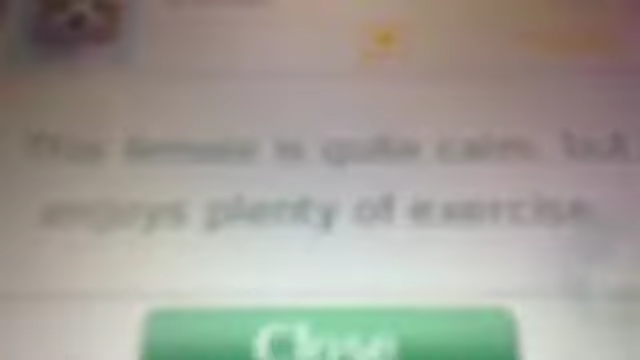 This female is quite calm, but
enjoys plenty of exercise.
Close